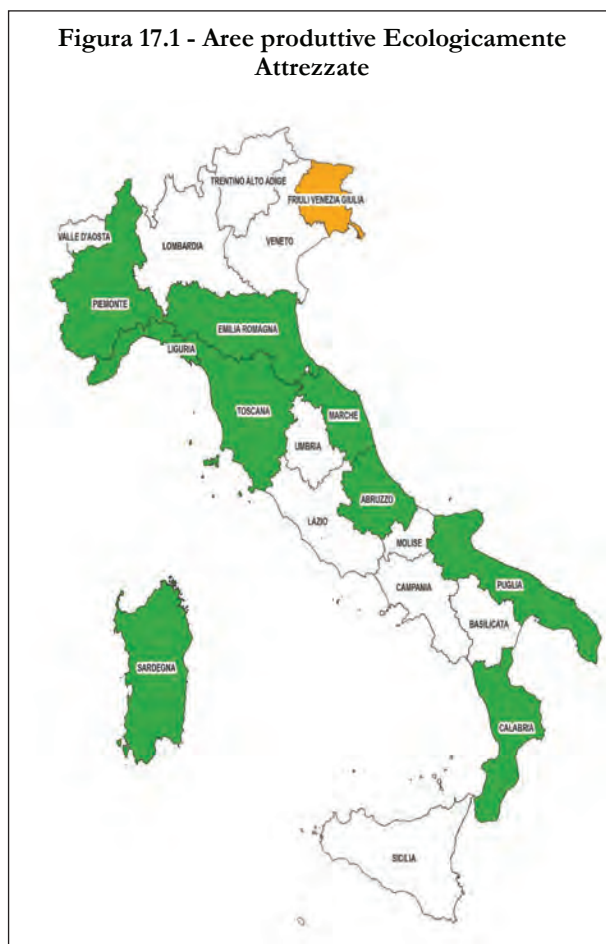 Figura 17.1 - Aree produttive Ecologicamente
Attrezzate
TRENTINO ALTO ADIGE
FRIULI VENEZIA GIULIA
VALLE D'AOSTA
LOMBARDIA
VENETO
PIEMONTE
EMILIA ROMAGNA
LIGURIA
TOSCANA
MARCHE
UMBRIA
ABRUZZO
LAZIO
MOLISE
CAMPANIA
PUGLIA
BASILICATA
SARDEGNA
CALABRIA
SICILIA